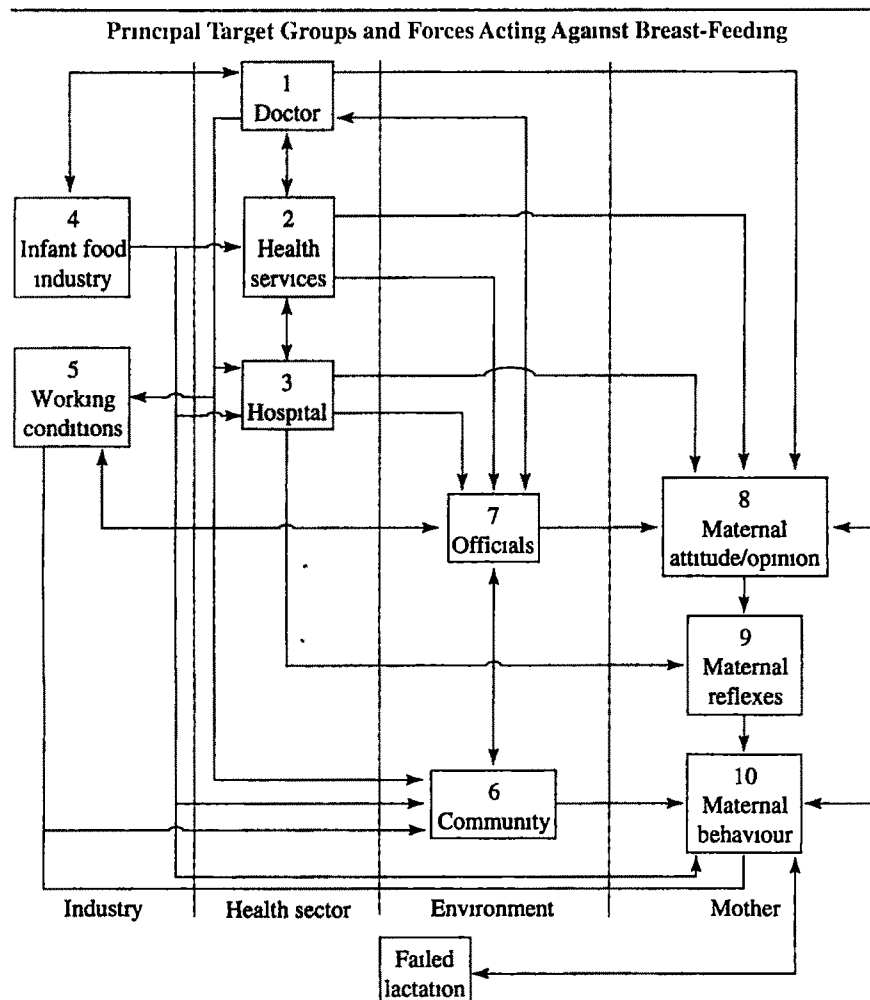 Principal Target Groups and Forces Acting Against Breast-Feeding
1
Doctor
4
Infant food
industry
2
Health
services
5
Working
conditions
3
Hospital
7
Officials
8
Maternal
attitude/opinion
9
Maternal
reflexes
6
Community
10
Maternal
behaviour
Industry
Health sector
Environment
Mother
Failed
lactation